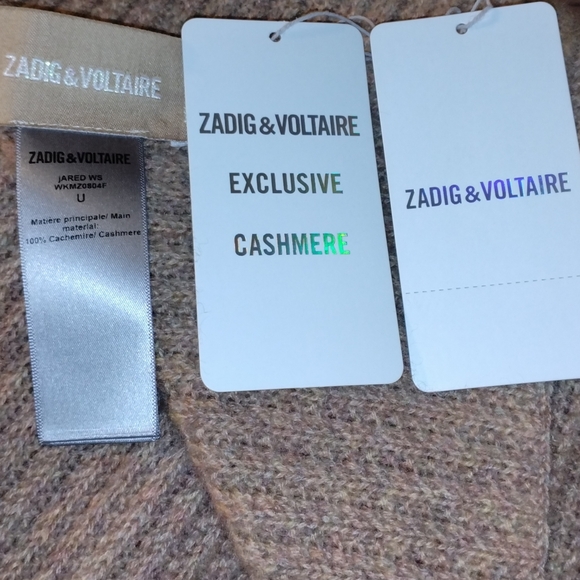 ZADIG&VOLTAIRE
ZADIG&VOLTAIRE
jARED WS
WKMZ0804F
U
Matière principale/ Main
material:
100% Cachemire/ Cashmere
ZADIG&VOLTAIRE
EXCLUSIVE
CASHMERE
ZADIG&VOLTAIRE